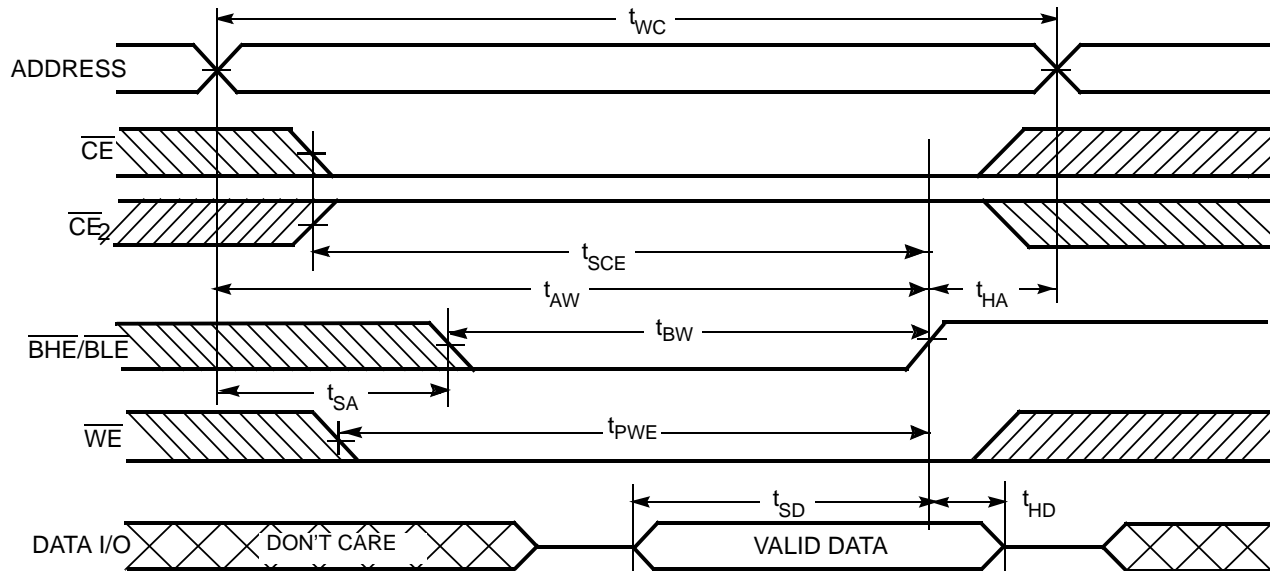 tWC
ADDRESS
CE
CE2
tSCE
tAW
tHA
BHE/BLE
tBW
tSA
WE
tPWE
tSD
tHD
DATA I/O
DON'T CARE
VALID DATA